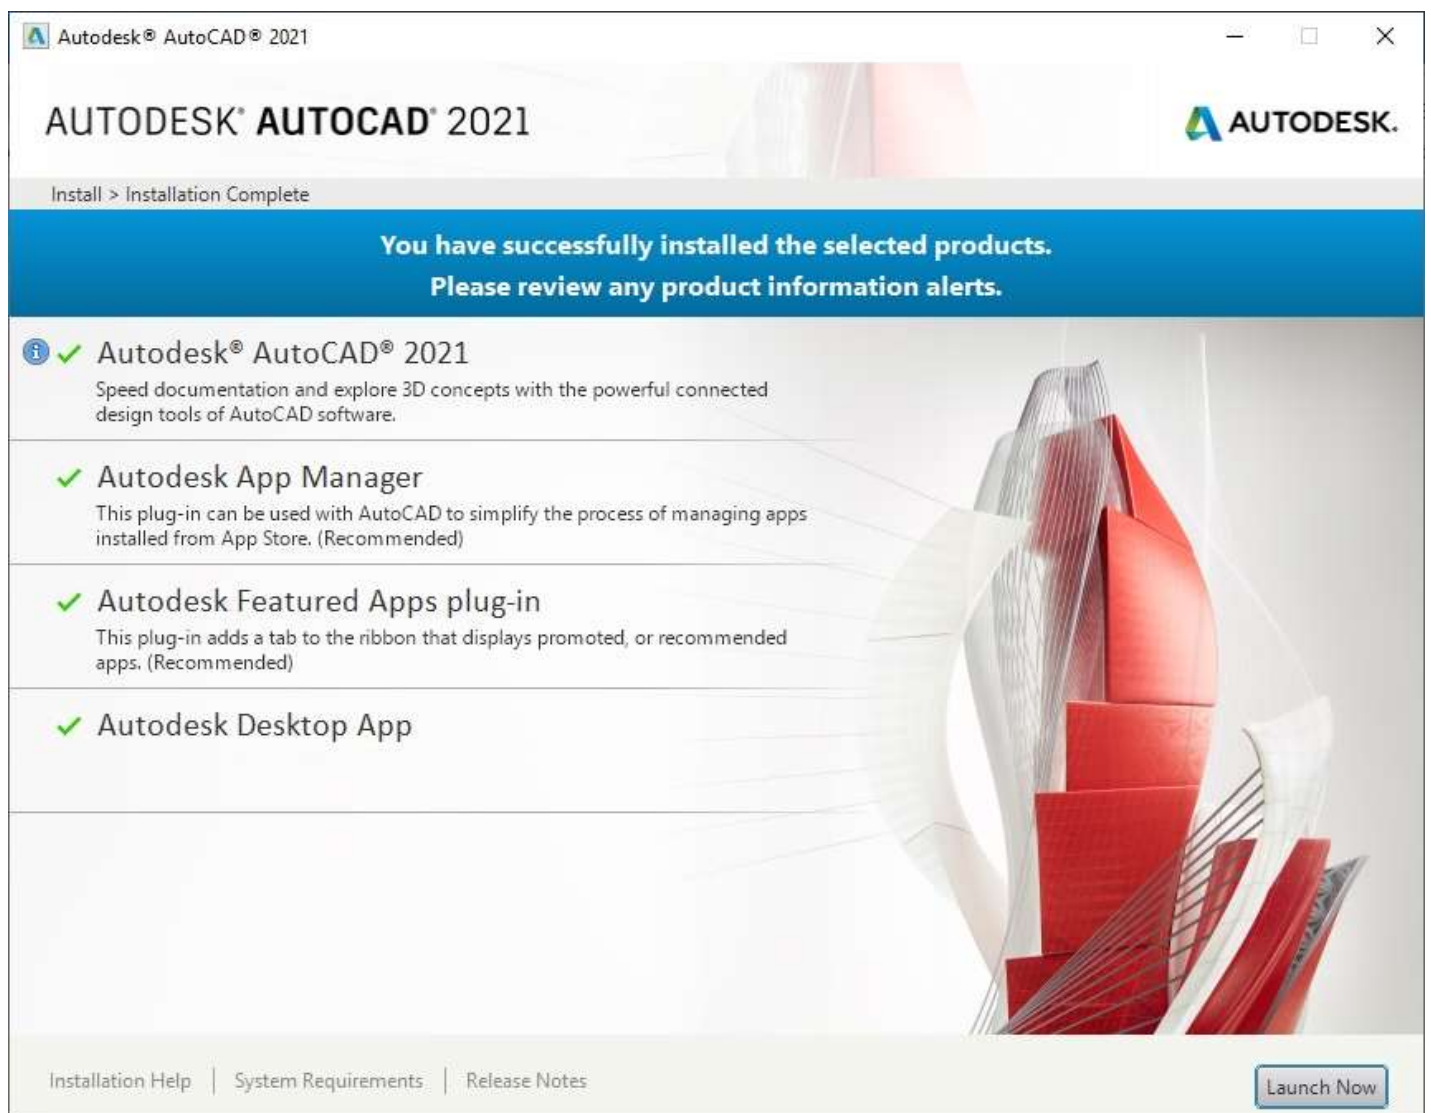 Autodesk® AutoCAD® 2021
AUTODESK® AUTOCAD® 2021
AUTODESK.
Install > Installation Complete
You have successfully installed the selected products.
Please review any product information alerts.
Autodesk® AutoCAD® 2021
Speed documentation and explore 3D concepts with the powerful connected
design tools of AutoCAD software.
Autodesk App Manager
This plug-in can be used with AutoCAD to simplify the process of managing apps
installed from App Store. (Recommended)
Autodesk Featured Apps plug-in
This plug-in adds a tab to the ribbon that displays promoted, or recommended
apps. (Recommended)
Autodesk Desktop App
Installation Help | System Requirements | Release Notes
Launch Now